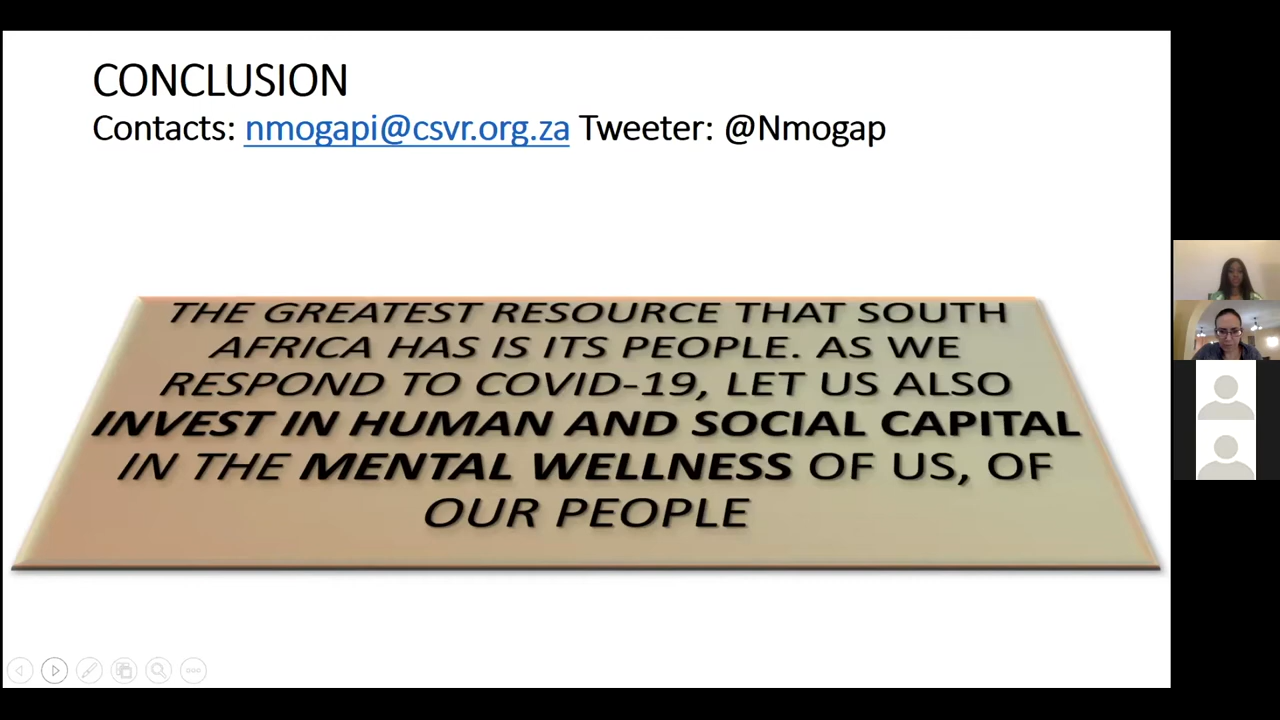 CONCLUSION
Contacts: nmogapi@csvr.org.za Tweeter: @Nmogap
THE GREATEST RESOURCE THAT SOUTH
AFRICA HAS IS ITS PEOPLE. AS WE
RESPOND TO COVID-19, LET US ALSO
INVEST IN HUMAN AND SOCIAL CAPITAL
IN THE MENTAL WELLNESS OF US, OF
OUR PEOPLE